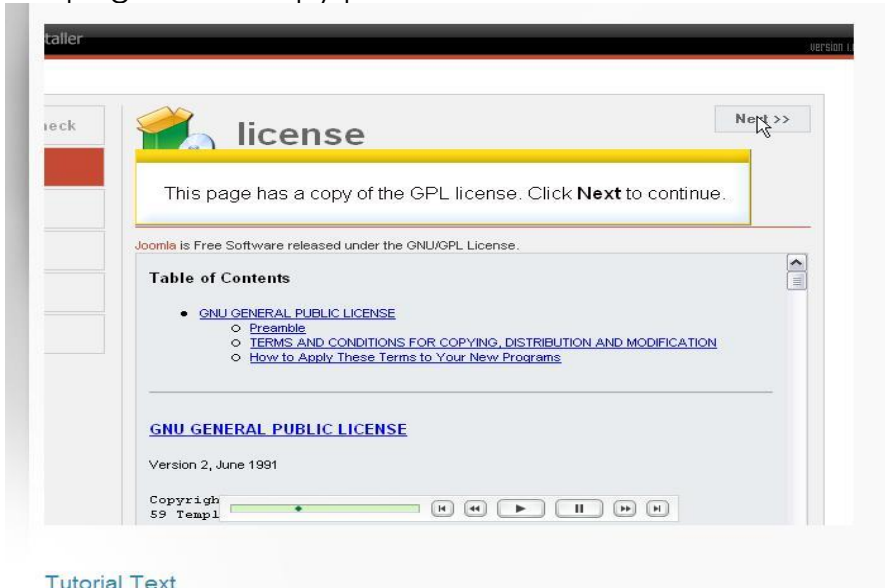 taller
version 1.
neck
Next >>
license
This page has a copy of the GPL license. Click Next to continue.
Joomla is Free Software released under the GNU/GPL License.
Table of Contents
GNU GENERAL PUBLIC LICENSE
Preamble
TERMS AND CONDITIONS FOR COPYING, DISTRIBUTION AND MODIFICATION
How to Apply These Terms to Your New Programs
GNU GENERAL PUBLIC LICENSE
Version 2, June 1991
Copyrigh
59 Templ
Tutorial Text